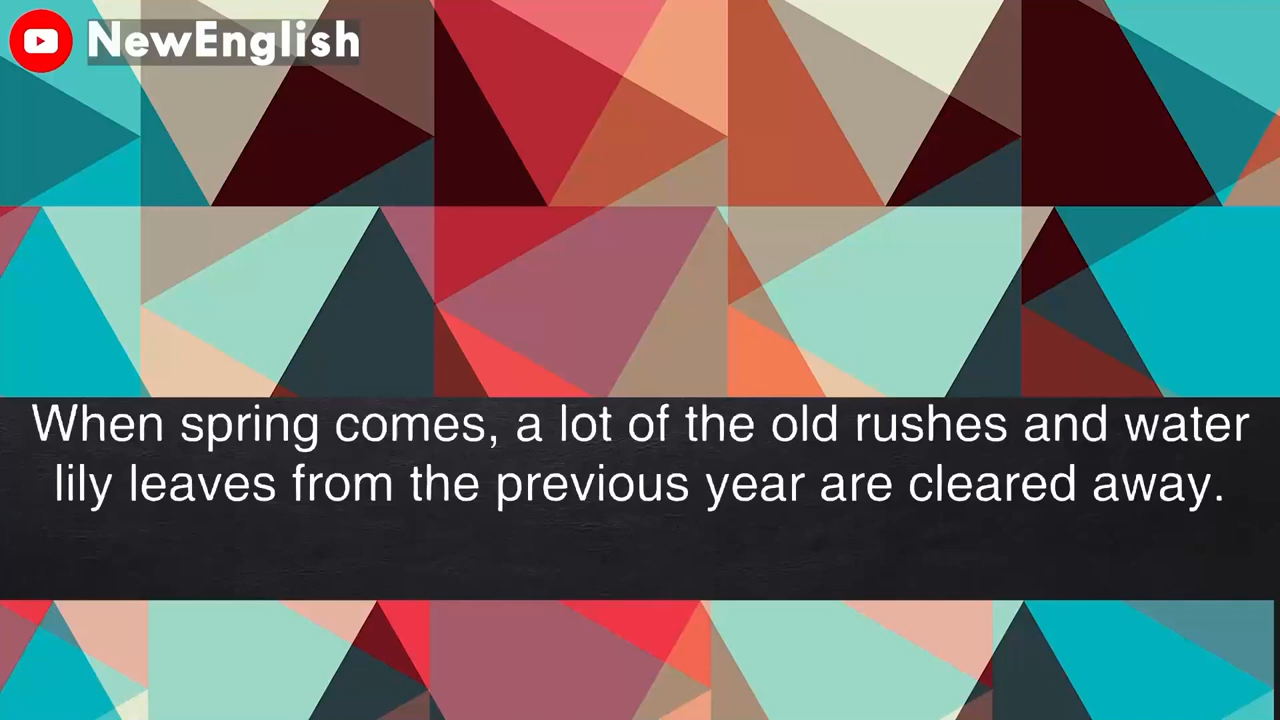 NewEnglish
When spring comes, a lot of the old rushes and water
lily leaves from the previous year are cleared away.